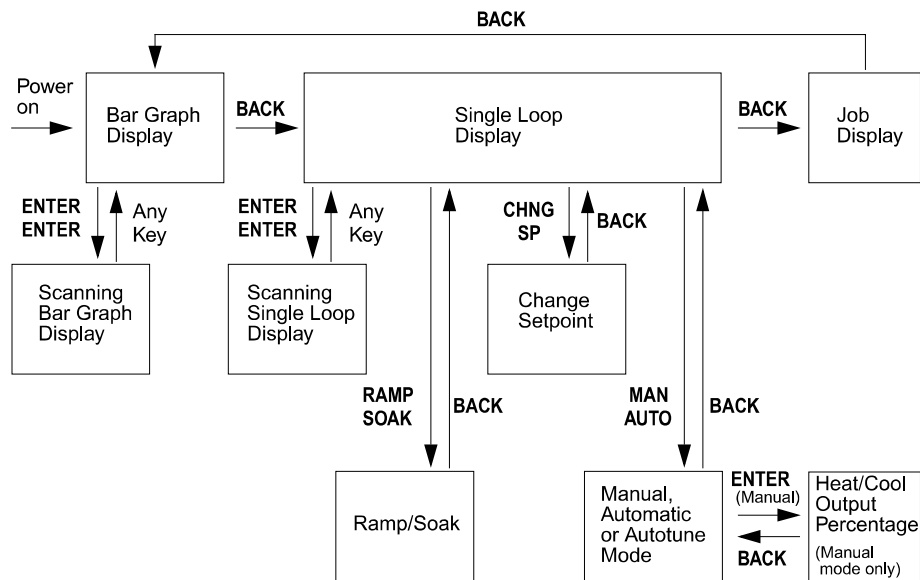 BACK
Power
on
Bar Graph
Display
BACK
Single Loop
Display
BACK
Job
Display
ENTER
ENTER
Any
Key
ENTER
ENTER
Any
Key
CHNG
SP
BACK
Scanning
Bar Graph
Display
Scanning
Single Loop
Display
Change
Setpoint
RAMP
SOAK
BACK
MAN
AUTO
BACK
Ramp/Soak
Manual,
Automatic
or Autotune
Mode
ENTER
(Manual)
BACK
Heat/Cool
Output
Percentage
(Manual
mode only)